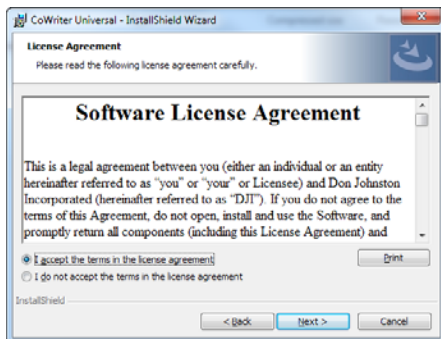 CoWriter Universal - InstallShield Wizard
License Agreement
Please read the following license agreement carefully.
Software License Agreement
This is a legal agreement between you (either an individual or an entity
hereinafter referred to as “you” or “your” or Licensee) and Don Johnston
Incorporated (hereinafter referred to as “DJI”). If you do not agree to the
terms of this Agreement, do not open, install and use the Software, and
promptly return all components (including this License Agreement) and
I accept the terms in the license agreement
Print
I do not accept the terms in the license agreement
InstallShield
< Back
Next >
Cancel